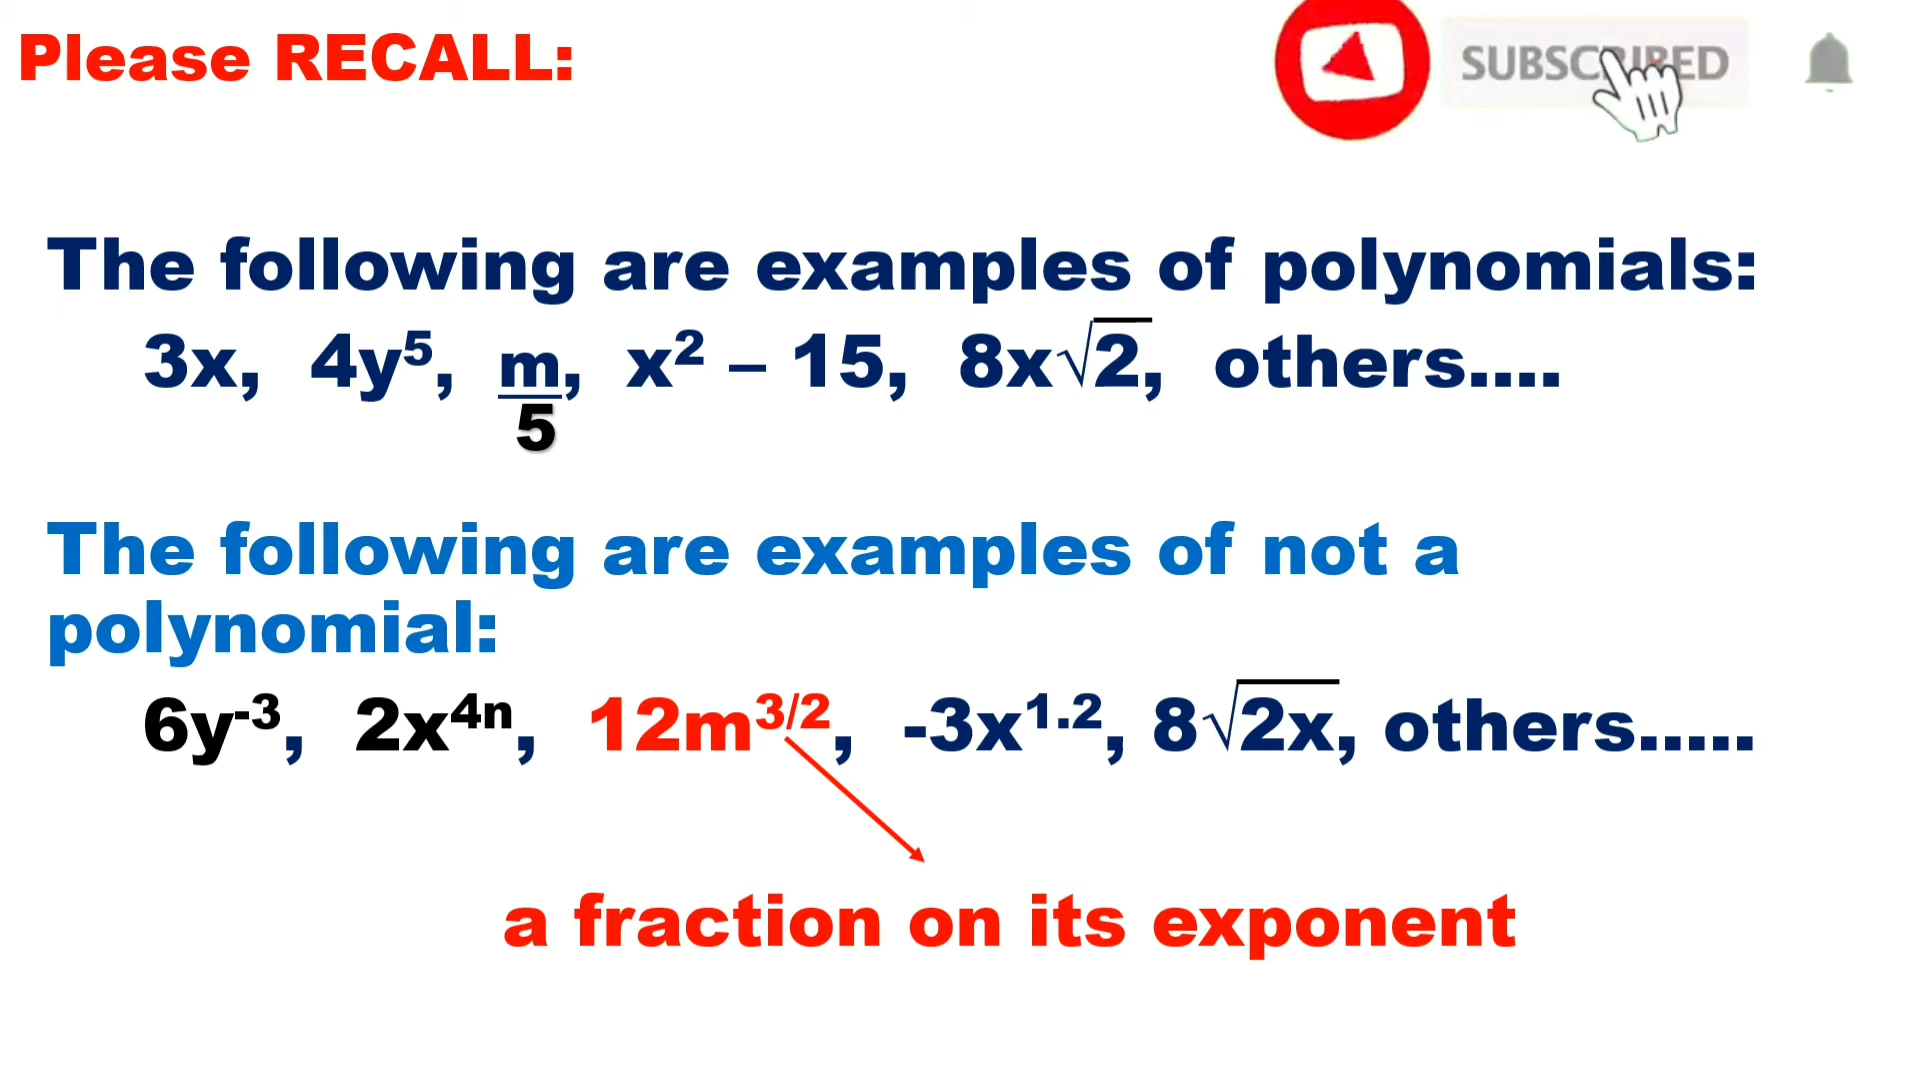 Please RECALL:
SUBSCRIBED
The following are examples of polynomials:
3x, 4y⁵, m/5, x² – 15, 8x√2, others....
The following are examples of not a
polynomial:
6y⁻³, 2x⁴ⁿ, 12m³/², -3x¹·², 8√2x, others.....
a fraction on its exponent